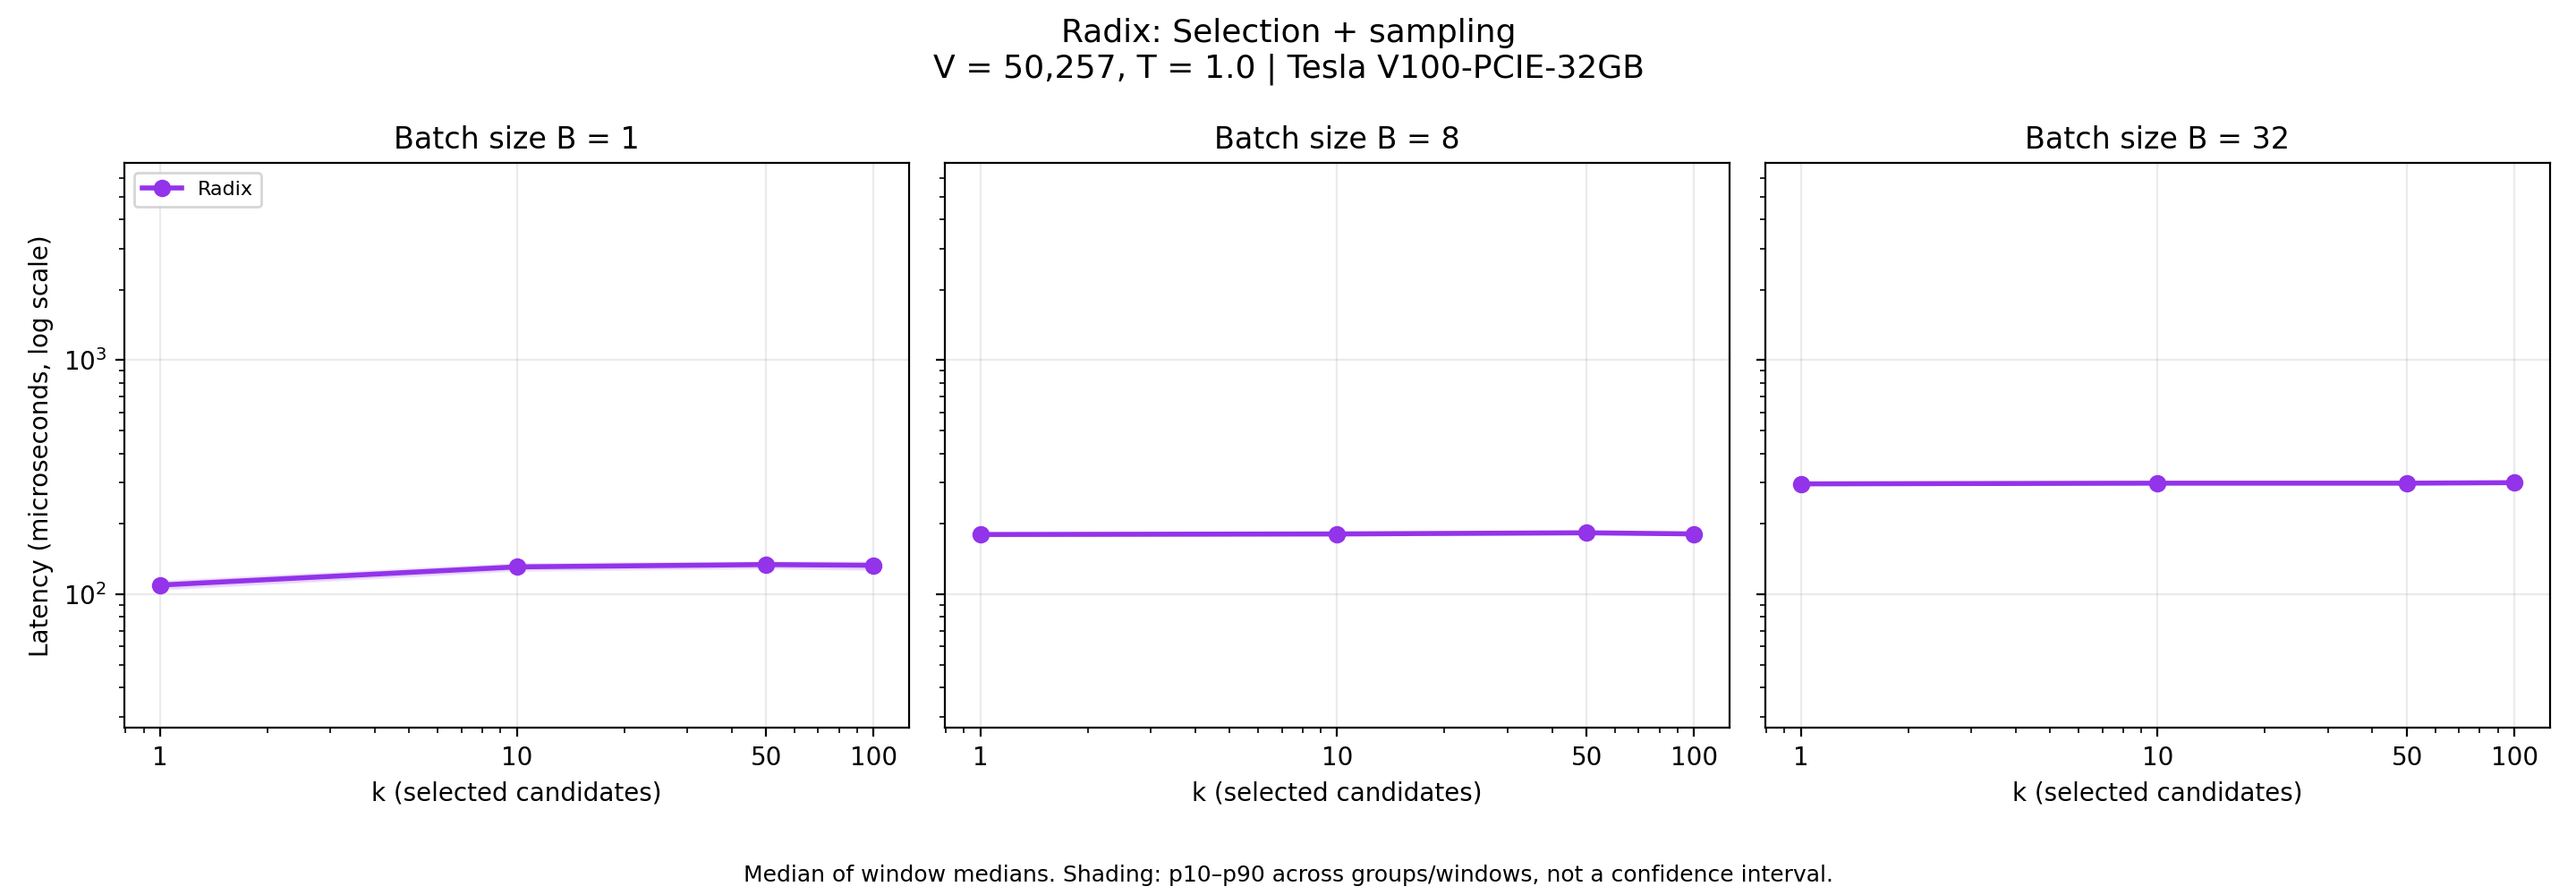 Radix: Selection + sampling
V = 50,257, T = 1.0 | Tesla V100-PCIE-32GB
Batch size B = 1
Batch size B = 8
Batch size B = 32
Radix
Latency (microseconds, log scale)
10³
10²
1 10 50 100
1 10 50 100
1 10 50 100
k (selected candidates)
k (selected candidates)
k (selected candidates)
Median of window medians. Shading: p10–p90 across groups/windows, not a confidence interval.